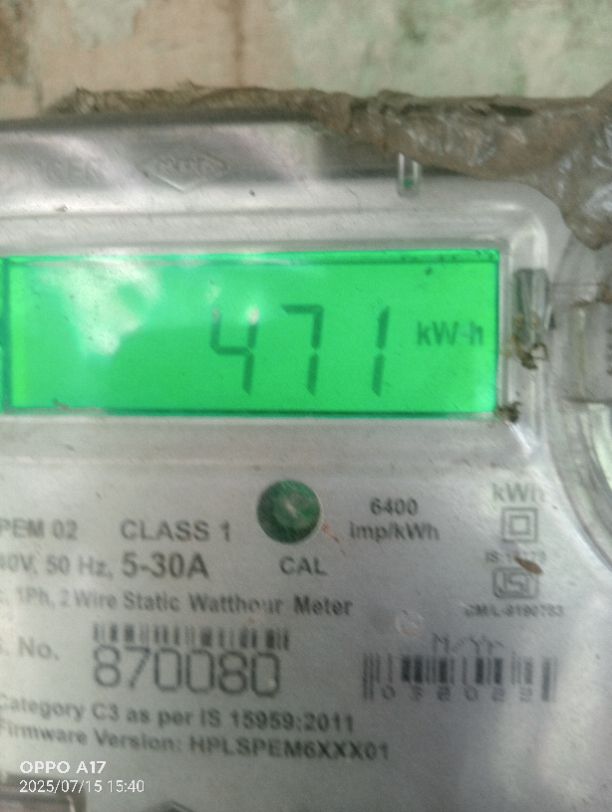 471 kW-h
6400
imp/kWh
kWh
PEM 02 CLASS 1
40V, 50 Hz, 5-30A
CAL
1Ph, 2 Wire Static Watthour Meter
No.
870080
M/Yr
Category C3 as per IS 15959:2011
Firmware Version: HPLSPEM6XXX01
OPPO A17
2025/07/15 15:40